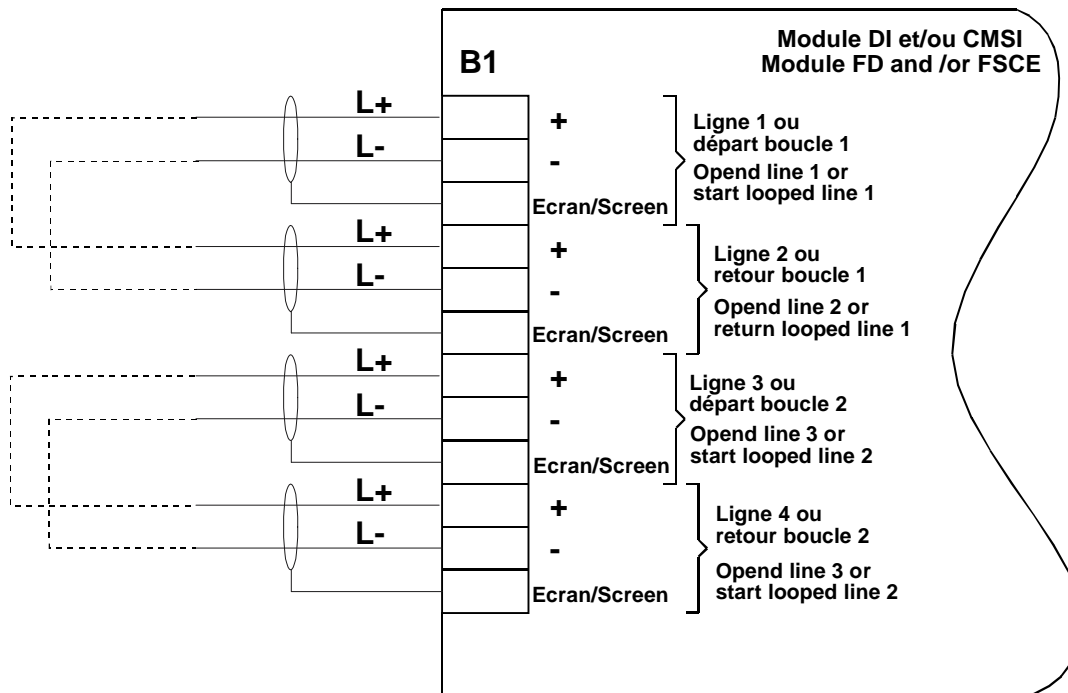 Module DI et/ou CMSI
Module FD and /or FSCE
B1
L+
L-
+
-
Ecran/Screen
Ligne 1 ou
départ boucle 1
Opend line 1 or
start looped line 1
L+
L-
+
-
Ecran/Screen
Ligne 2 ou
retour boucle 1
Opend line 2 or
return looped line 1
L+
L-
+
-
Ecran/Screen
Ligne 3 ou
départ boucle 2
Opend line 3 or
start looped line 2
L+
L-
+
-
Ecran/Screen
Ligne 4 ou
retour boucle 2
Opend line 3 or
start looped line 2